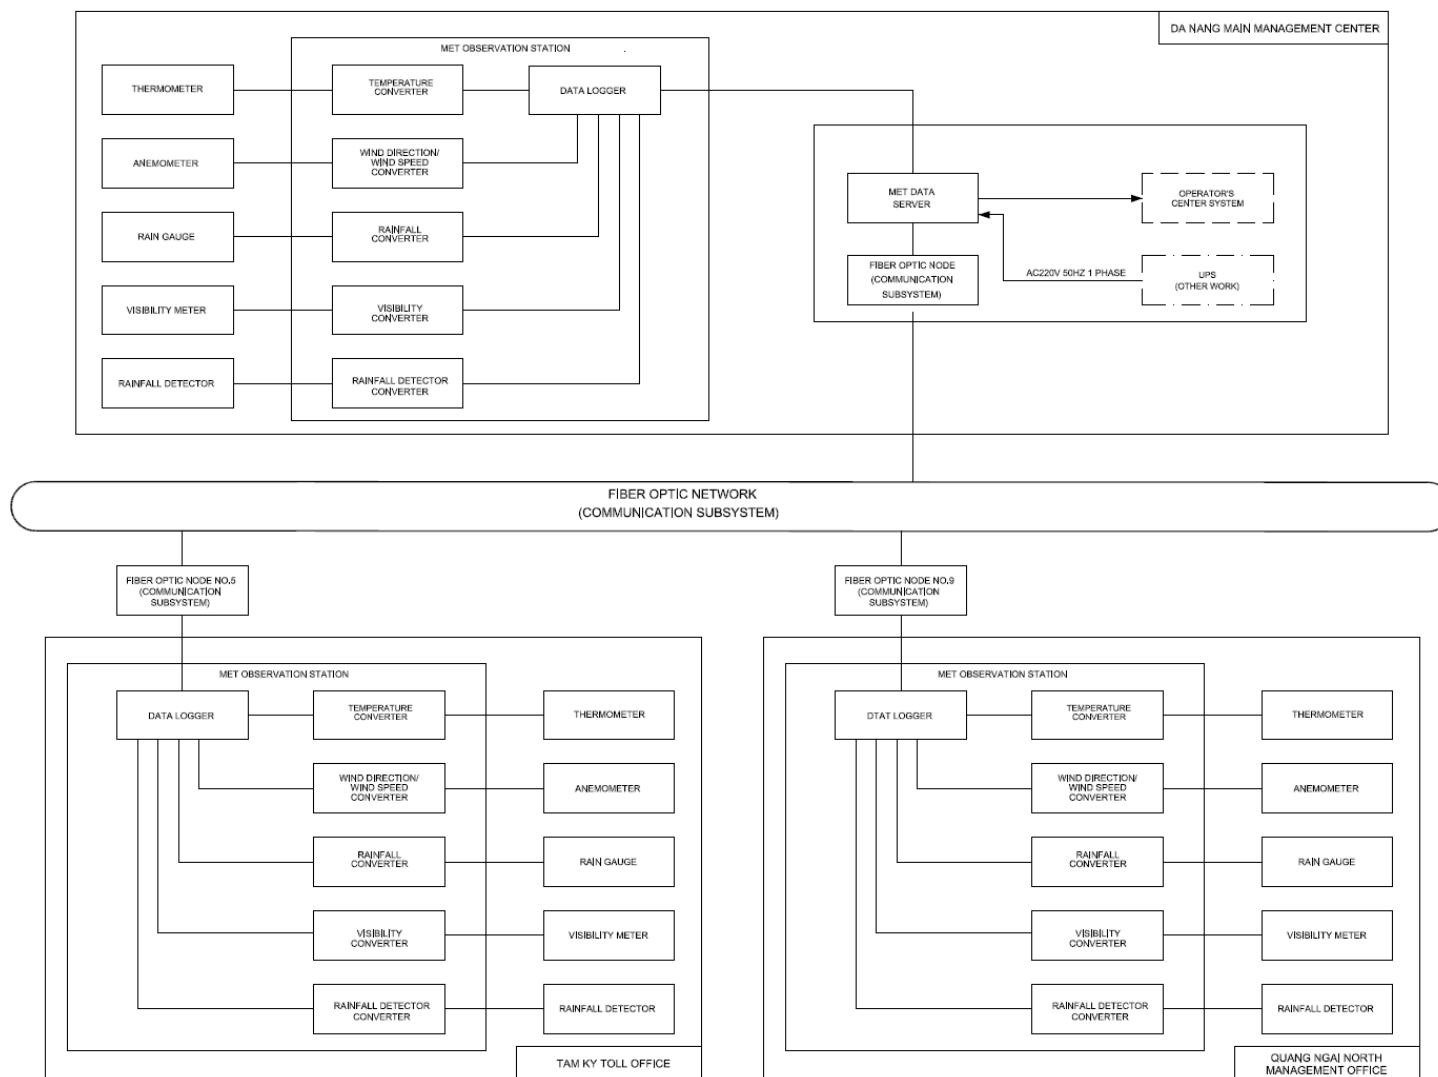 DA NANG MAIN MANAGEMENT CENTER
MET OBSERVATION STATION
THERMOMETER
TEMPERATURE
CONVERTER
DATA LOGGER
ANEMOMETER
WIND DIRECTION/
WIND SPEED
CONVERTER
RAIN GAUGE
RAINFALL
CONVERTER
VISIBILITY METER
VISIBILITY
CONVERTER
RAINFALL DETECTOR
RAINFALL DETECTOR
CONVERTER
MET DATA
SERVER
OPERATOR'S
CENTER SYSTEM
FIBER OPTIC NODE
(COMMUNICATION
SUBSYSTEM)
AC220V 50HZ 1 PHASE
UPS
(OTHER WORK)
FIBER OPTIC NETWORK
(COMMUNICATION SUBSYSTEM)
FIBER OPTIC NODE NO.5
(COMMUNICATION
SUBSYSTEM)
MET OBSERVATION STATION
DATA LOGGER
TEMPERATURE
CONVERTER
THERMOMETER
WIND DIRECTION/
WIND SPEED
CONVERTER
ANEMOMETER
RAINFALL
CONVERTER
RAIN GAUGE
VISIBILITY
CONVERTER
VISIBILITY METER
RAINFALL DETECTOR
CONVERTER
RAINFALL DETECTOR
TAM KY TOLL OFFICE
FIBER OPTIC NODE NO.9
(COMMUNICATION
SUBSYSTEM)
MET OBSERVATION STATION
DTAT LOGGER
TEMPERATURE
CONVERTER
THERMOMETER
WIND DIRECTION/
WIND SPEED
CONVERTER
ANEMOMETER
RAINFALL
CONVERTER
RAIN GAUGE
VISIBILITY
CONVERTER
VISIBILITY METER
RAINFALL DETECTOR
CONVERTER
RAINFALL DETECTOR
QUANG NGAI NORTH
MANAGEMENT OFFICE